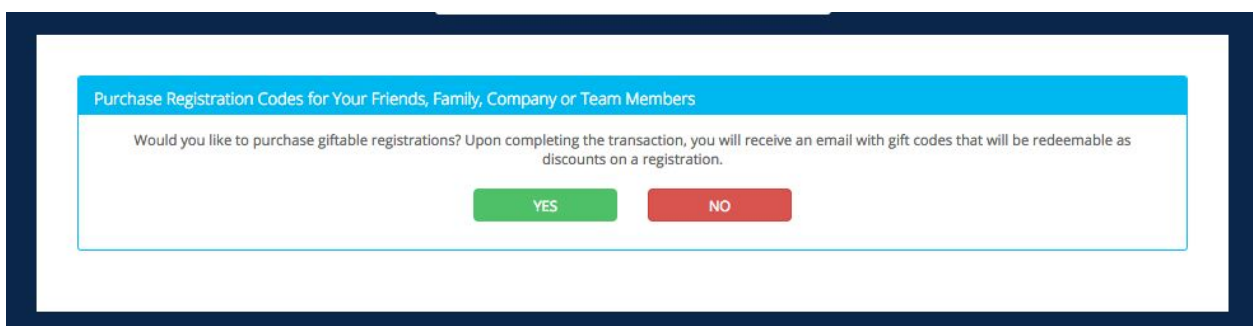 Purchase Registration Codes for Your Friends, Family, Company or Team Members
Would you like to purchase giftable registrations? Upon completing the transaction, you will receive an email with gift codes that will be redeemable as
discounts on a registration.
YES
NO